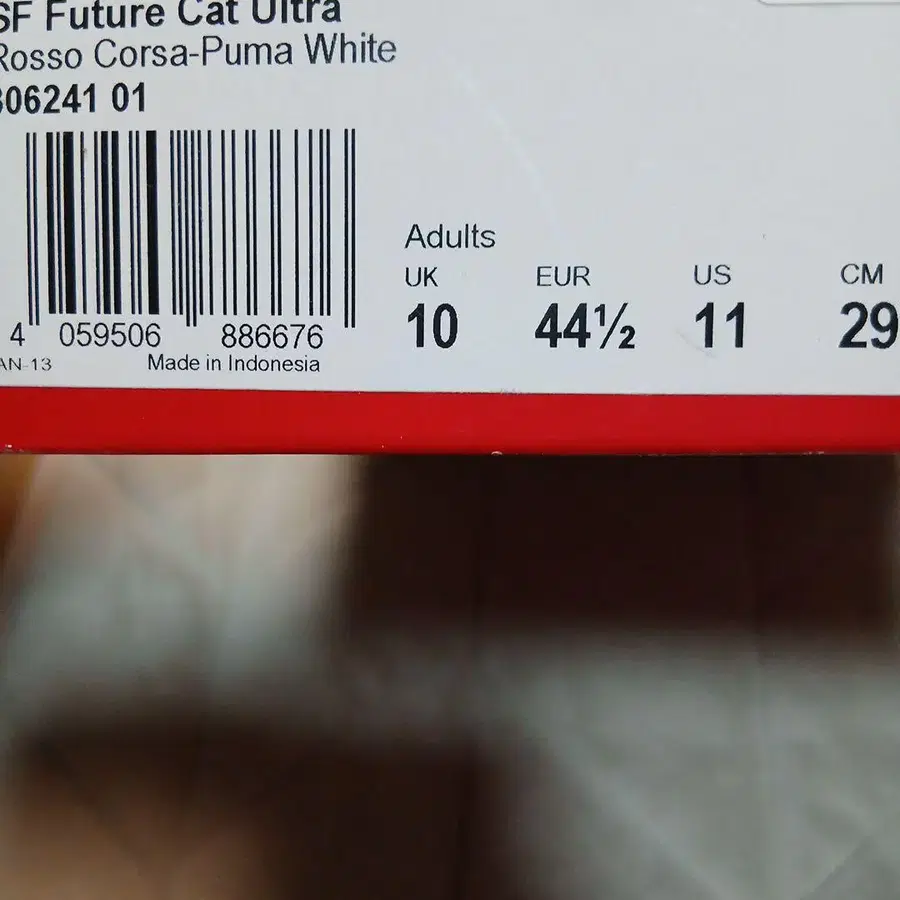 SF Future Cat Ultra
Rosso Corsa-Puma White
306241 01
Adults
UK EUR US CM
10 44½ 11 29
4 059506 886676
EAN-13 Made in Indonesia